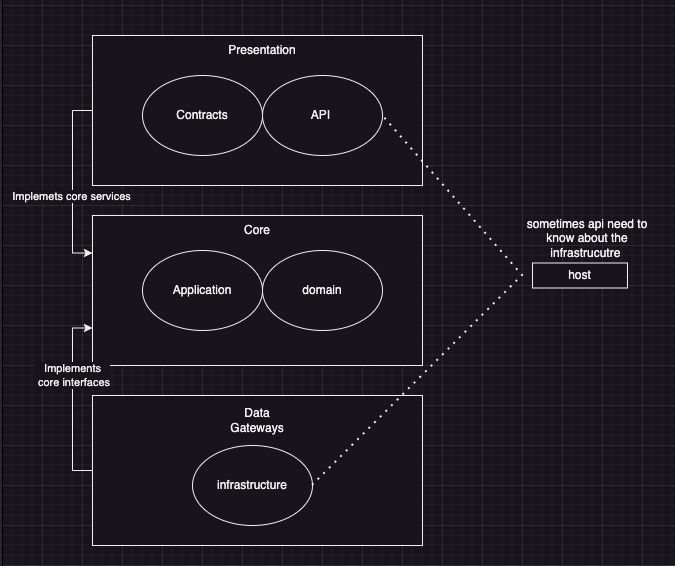 Presentation
Contracts
API
Implemets core services
Core
Application
domain
sometimes api need to
know about the
infrastrucutre
host
Implements
core interfaces
Data
Gateways
infrastructure